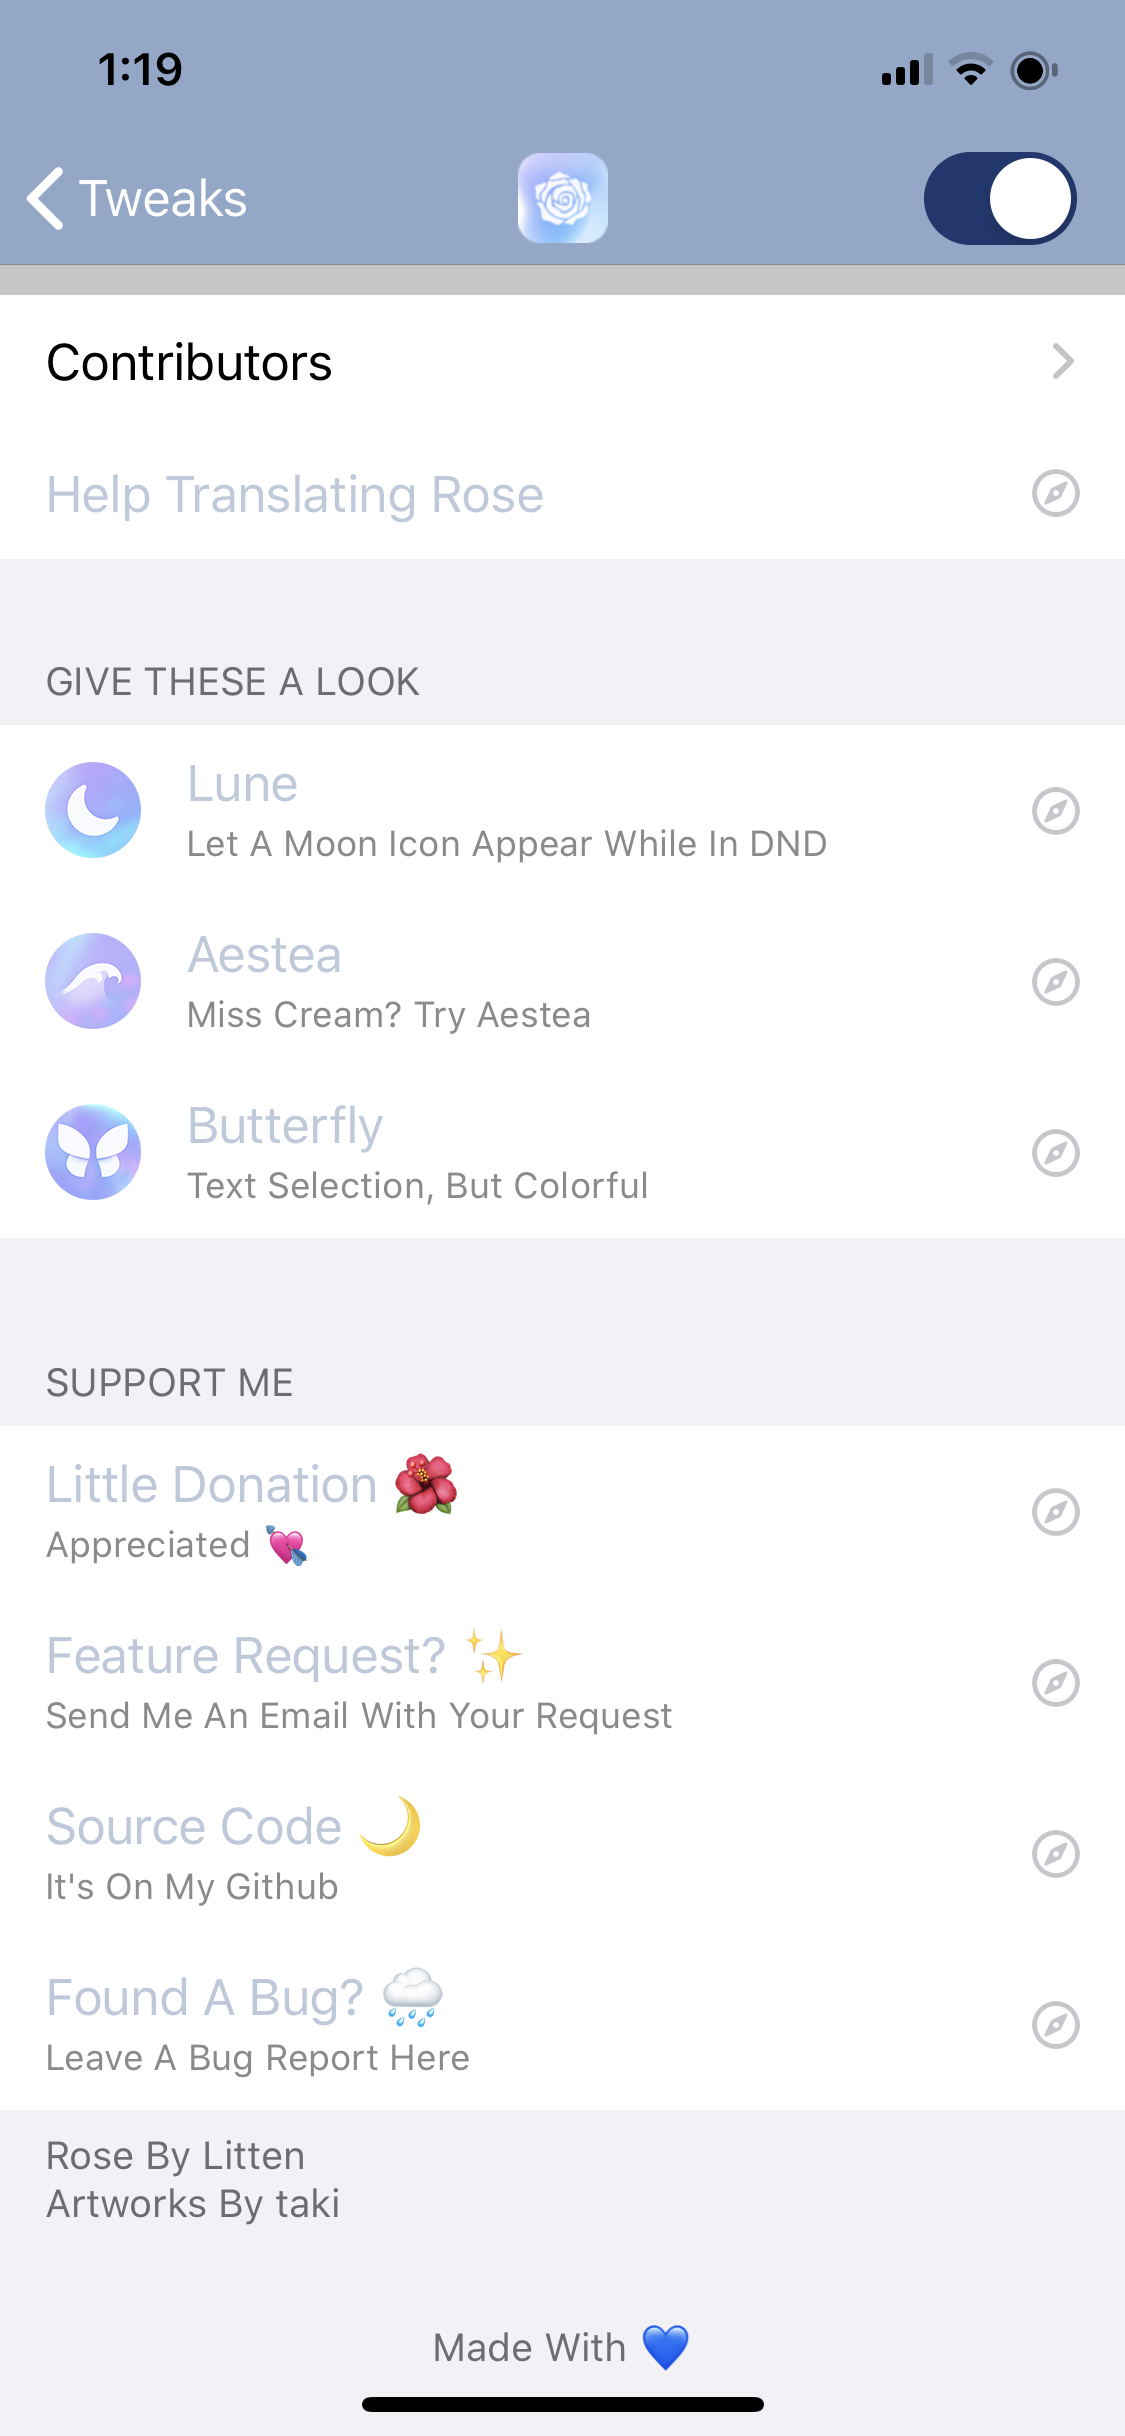 1:19
Tweaks
Contributors
Help Translating Rose
GIVE THESE A LOOK
Lune
Let A Moon Icon Appear While In DND
Aestea
Miss Cream? Try Aestea
Butterfly
Text Selection, But Colorful
SUPPORT ME
Little Donation 🌺
Appreciated 💘
Feature Request? ✨
Send Me An Email With Your Request
Source Code 🌙
It's On My Github
Found A Bug? 🌧️
Leave A Bug Report Here
Rose By Litten
Artworks By taki
Made With 💙